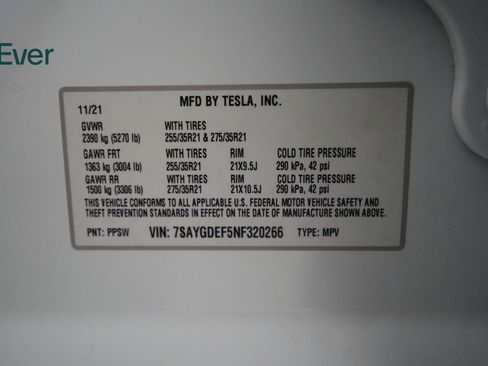 Ever
MFD BY TESLA, INC.
11/21
GVWR WITH TIRES
2390 kg (5270 lb) 255/35R21 & 275/35R21
GAWR FRT WITH TIRES RIM COLD TIRE PRESSURE
1363 kg (3004 lb) 255/35R21 21X9.5J 290 kPa, 42 psi
GAWR RR WITH TIRES RIM COLD TIRE PRESSURE
1500 kg (3306 lb) 275/35R21 21X10.5J 290 kPa, 42 psi
THIS VEHICLE CONFORMS TO ALL APPLICABLE U.S. FEDERAL MOTOR VEHICLE SAFETY AND
THEFT PREVENTION STANDARDS IN EFFECT ON THE DATE OF MANUFACTURE SHOWN ABOVE.
PNT: PPSW VIN: 7SAYGDEF5NF320266 TYPE: MPV